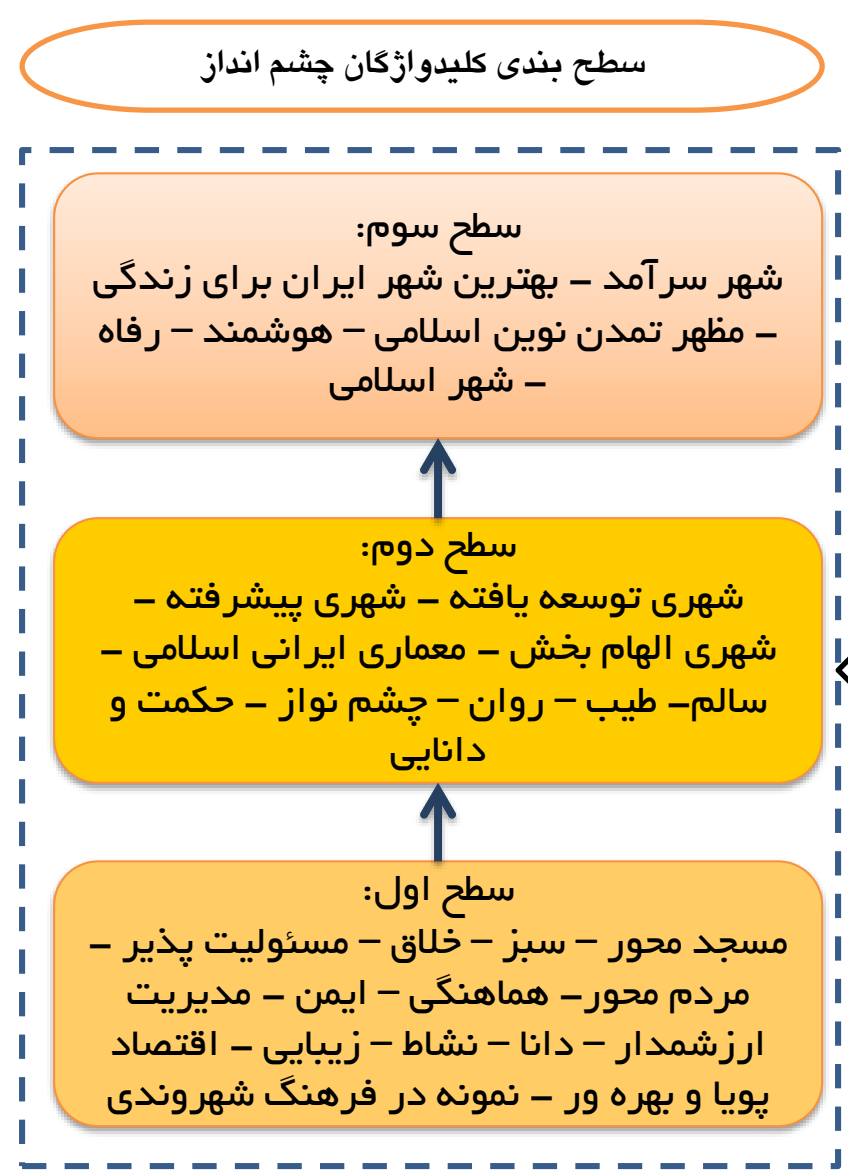 سطح بندی کلیدواژگان چشم انداز
سطح سوم:
شهر سرآمد – بهترین شهر ایران برای زندگی
– مظهر تمدن نوین اسلامی – هوشمند – رفاه
– شهر اسلامی
سطح دوم:
شهری توسعه یافته – شهری پیشرفته –
شهری الهام بخش – معماری ایرانی اسلامی –
سالم– طیب – روان – چشم نواز – حکمت و
دانایی
سطح اول:
مسجد محور – سبز – خلاق – مسئولیت پذیر –
مردم محور– هماهنگی – ایمن – مدیریت
ارزشمدار – دانا – نشاط – زیبایی – اقتصاد
پویا و بهره ور – نمونه در فرهنگ شهروندی